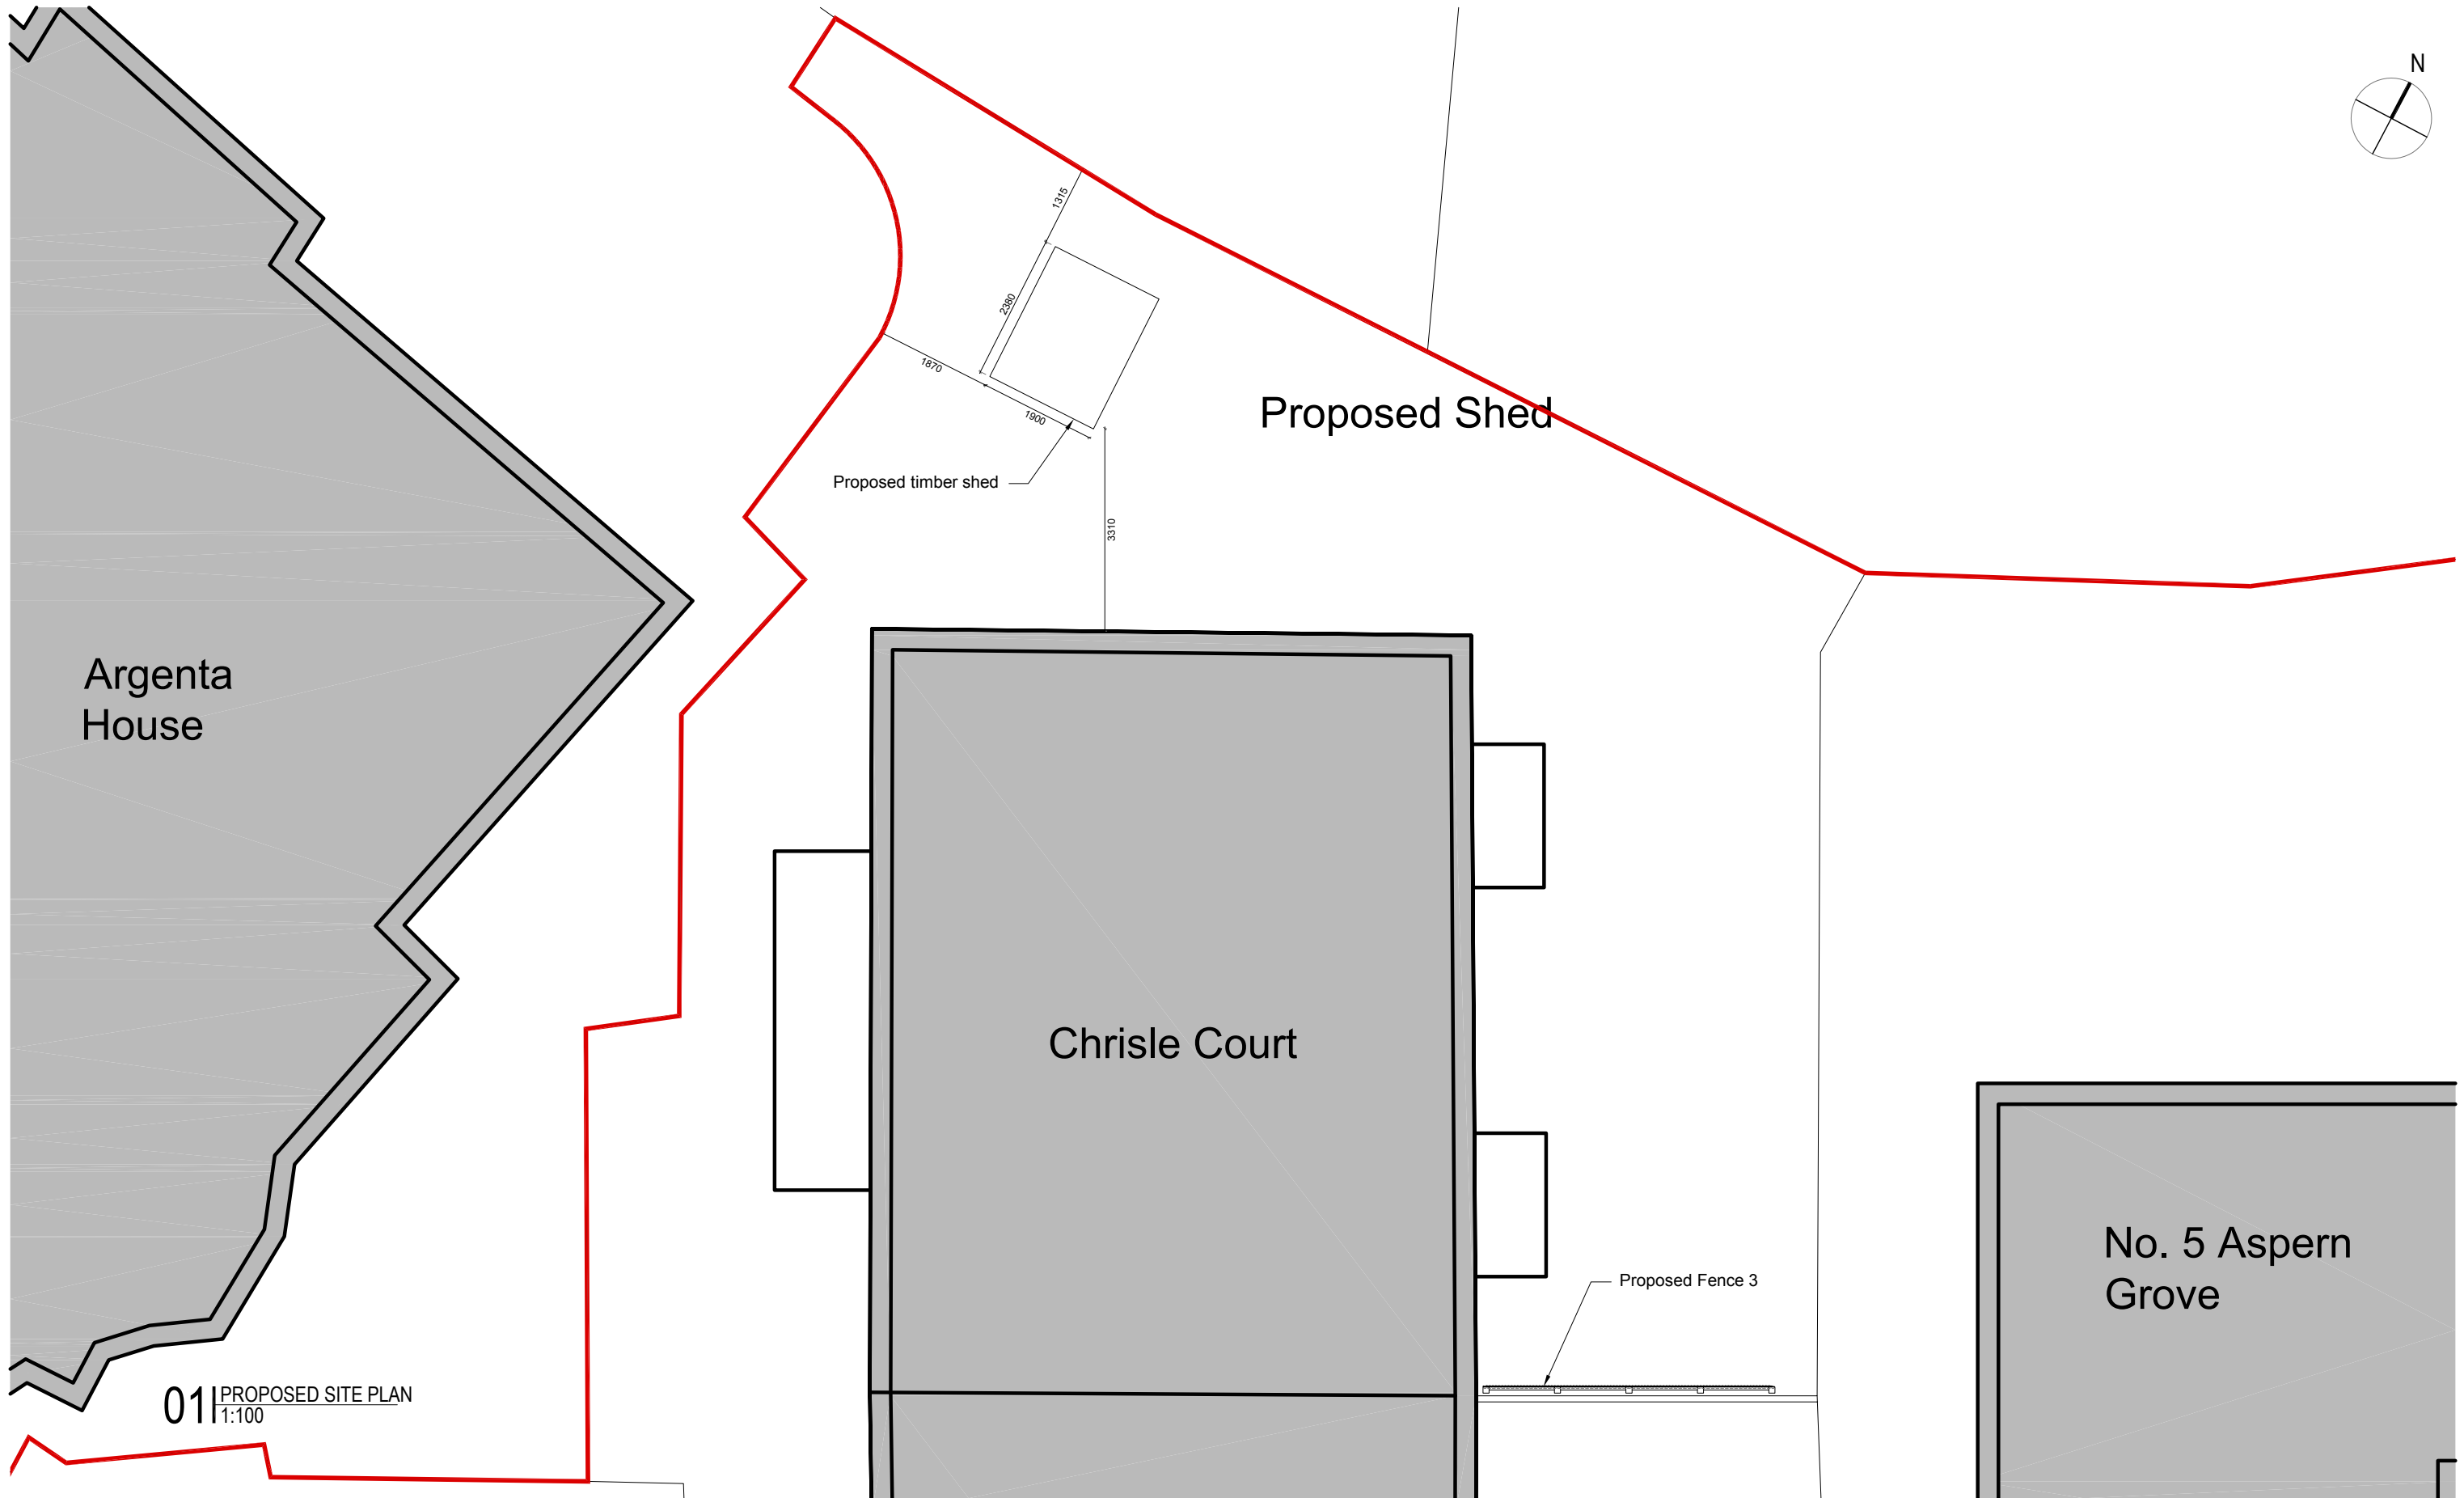 N
1315
2380
1870
1900
Proposed Shed
Proposed timber shed
3310
Argenta
House
Chrisle Court
No. 5 Aspern
Grove
Proposed Fence 3
01 PROPOSED SITE PLAN
1:100